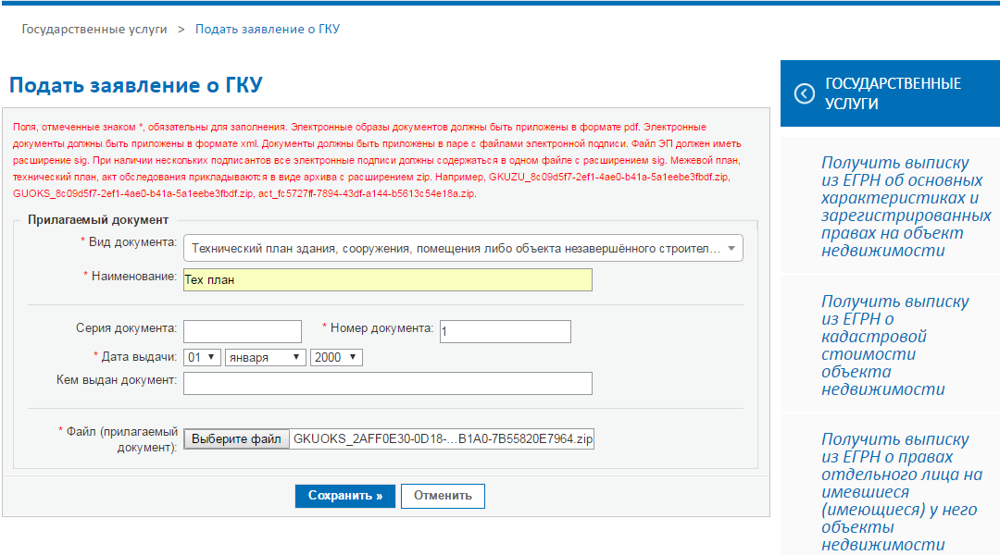 Государственные услуги > Подать заявление о ГКУ
Подать заявление о ГКУ
Поля, отмеченные знаком *, обязательны для заполнения. Электронные образы документов должны быть приложены в формате pdf. Электронные
документы должны быть приложены в формате xml. Документы должны быть приложены в паре с файлами электронной подписи. Файл ЭП должен иметь
расширение sig. При наличии нескольких подписантов все электронные подписи должны содержаться в одном файле с расширением sig. Межевой план,
технический план, акт обследования прикладываются в виде архива с расширением zip. Например, GKUZU_8c09d5f7-2ef1-4ae0-b41a-5a1eebe3fbdf.zip,
GUOKS_8c09d5f7-2ef1-4ae0-b41a-5a1eebe3fbdf.zip, act_fc5727ff-7894-43df-a144-b5613c54e18a.zip.
Прилагаемый документ
* Вид документа: Технический план здания, сооружения, помещения либо объекта незавершённого строител...
* Наименование: Тех план
Серия документа: * Номер документа: 1
* Дата выдачи: 01 января 2000
Кем выдан документ:
* Файл (прилагаемый
документ): Выберите файл GKUOKS_2AFF0E30-0D18-...B1A0-7B55820E7964.zip
Сохранить » Отменить
ГОСУДАРСТВЕННЫЕ
УСЛУГИ
Получить выписку
из ЕГРН об основных
характеристиках и
зарегистрированных
правах на объект
недвижимости
Получить выписку
из ЕГРН о
кадастровой
стоимости
объекта
недвижимости
Получить выписку
из ЕГРН о правах
отдельного лица на
имевшиеся
(имеющиеся) у него
объекты
недвижимости